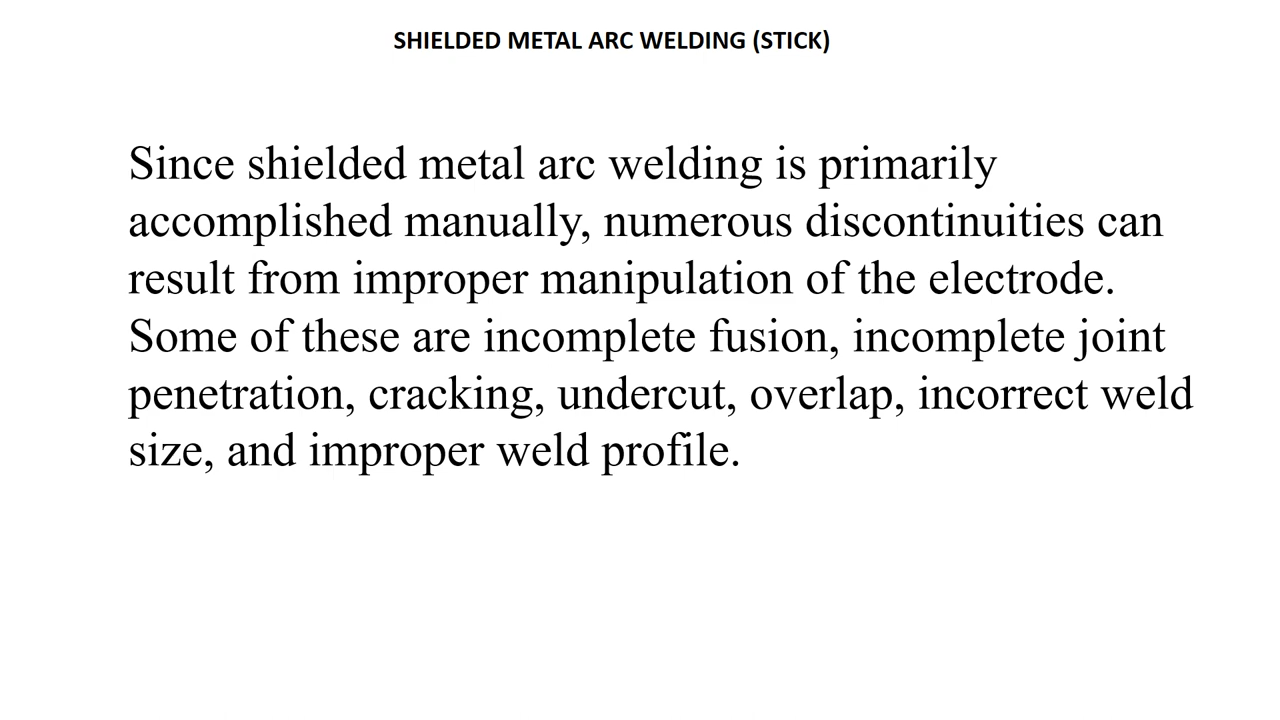 SHIELDED METAL ARC WELDING (STICK)
Since shielded metal arc welding is primarily
accomplished manually, numerous discontinuities can
result from improper manipulation of the electrode.
Some of these are incomplete fusion, incomplete joint
penetration, cracking, undercut, overlap, incorrect weld
size, and improper weld profile.